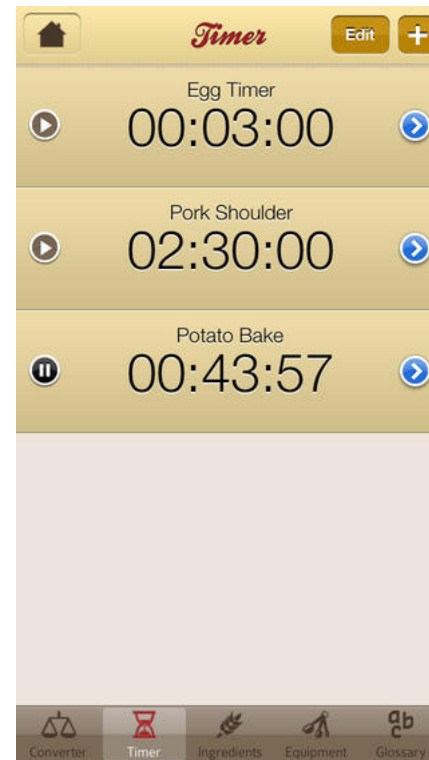 Timer
Edit
Egg Timer
00:03:00
Pork Shoulder
02:30:00
Potato Bake
00:43:57
Converter Timer Ingredients Equipment Glossary